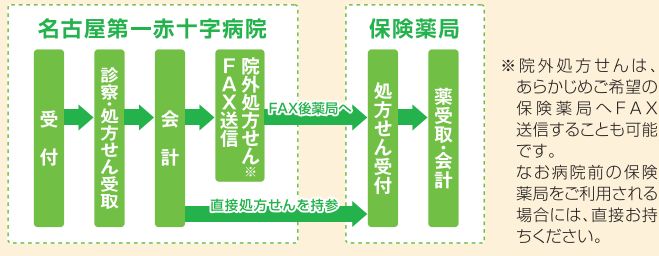 名古屋第一赤十字病院
受付
診察・処方せん受取
会計
院外処方せん※
FAX送信
FAX後薬局へ
直接処方せんを持参
保険薬局
処方せん受付
薬受取・会計
※院外処方せんは、
あらかじめご希望の
保険薬局へFAX
送信することも可能
です。
なお病院前の保険
薬局をご利用される
場合には、直接お持
ちください。